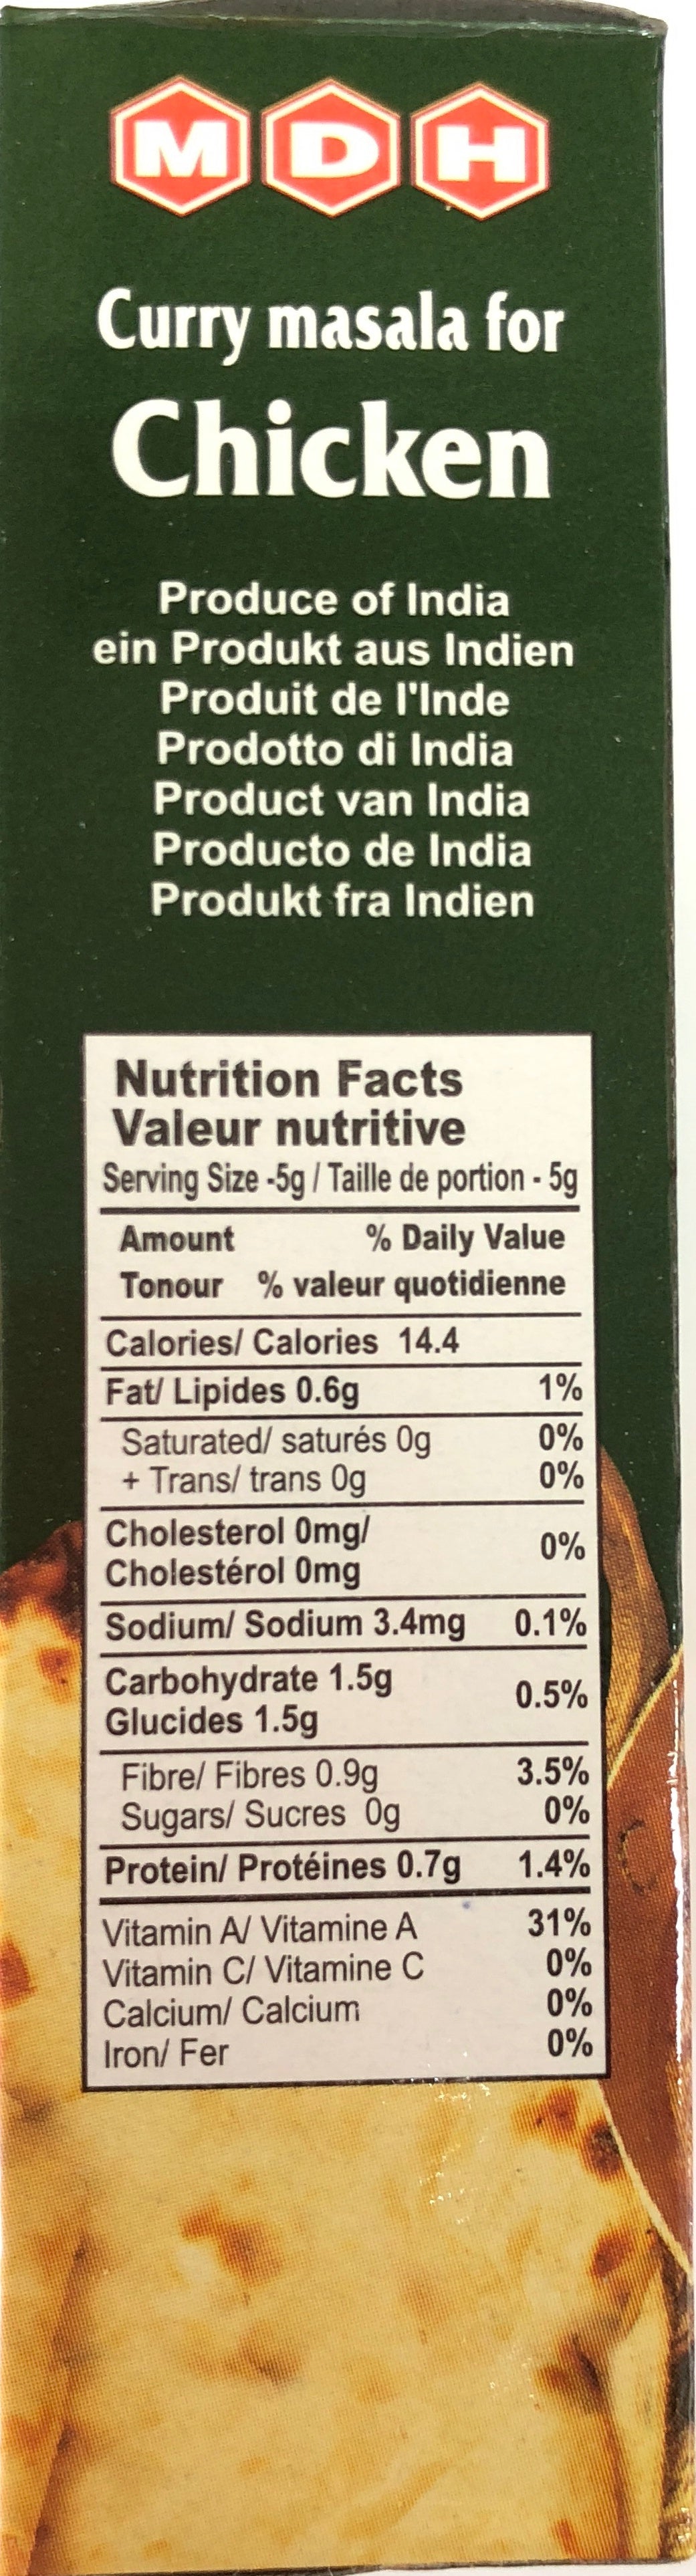 MDH
Curry masala for
Chicken
Produce of India
ein Produkt aus Indien
Produit de l'Inde
Prodotto di India
Product van India
Producto de India
Produkt fra Indien
Nutrition Facts
Valeur nutritive
Serving Size -5g / Taille de portion - 5g
Amount % Daily Value
Tonour % valeur quotidienne
Calories/ Calories 14.4
Fat/ Lipides 0.6g 1%
Saturated/ saturés 0g 0%
+ Trans/ trans 0g 0%
Cholesterol 0mg/
Cholestérol 0mg 0%
Sodium/ Sodium 3.4mg 0.1%
Carbohydrate 1.5g
Glucides 1.5g 0.5%
Fibre/ Fibres 0.9g 3.5%
Sugars/ Sucres 0g 0%
Protein/ Protéines 0.7g 1.4%
Vitamin A/ Vitamine A 31%
Vitamin C/ Vitamine C 0%
Calcium/ Calcium 0%
Iron/ Fer 0%